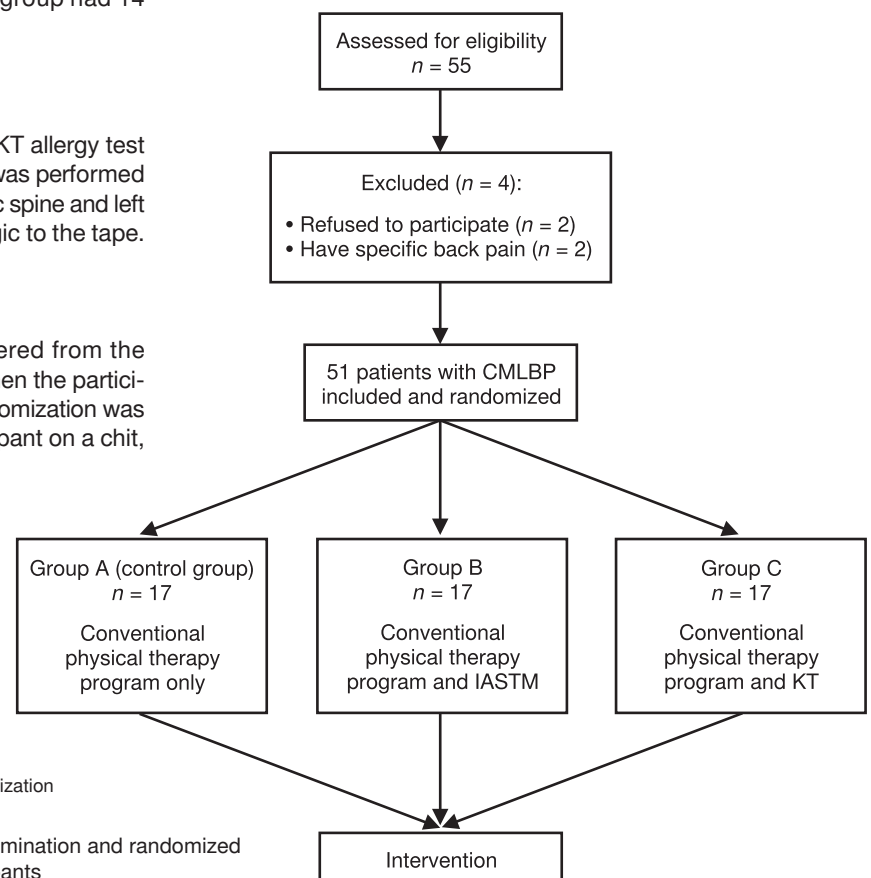 group had 14
KT allergy test
was performed
spine and left
gic to the tape.
ered from the
en the partici-
omization was
pant on a chit,
ization
mination and randomized
ants
Assessed for eligibility
n = 55
Excluded (n = 4):
• Refused to participate (n = 2)
• Have specific back pain (n = 2)
51 patients with CMLBP
included and randomized
Group A (control group)
n = 17
Conventional
physical therapy
program only
Group B
n = 17
Conventional
physical therapy
program and IASTM
Group C
n = 17
Conventional
physical therapy
program and KT
Intervention